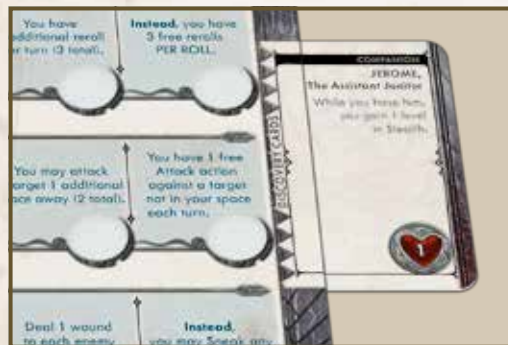 You have
additional reroll
per turn (3 total).
Instead, you have
3 free rerolls
PER ROLL.
You may attack
target 1 additional
space away (2 total).
You have 1 free
Attack action
against a target
not in your space
each turn.
Deal 1 wound
to each enemy
Instead,
you may Sneak any
DISCOVERY CARDS
COMPANION
JEROME,
The Assistant Janitor
While you have him,
you gain 1 level
in Stealth.
1